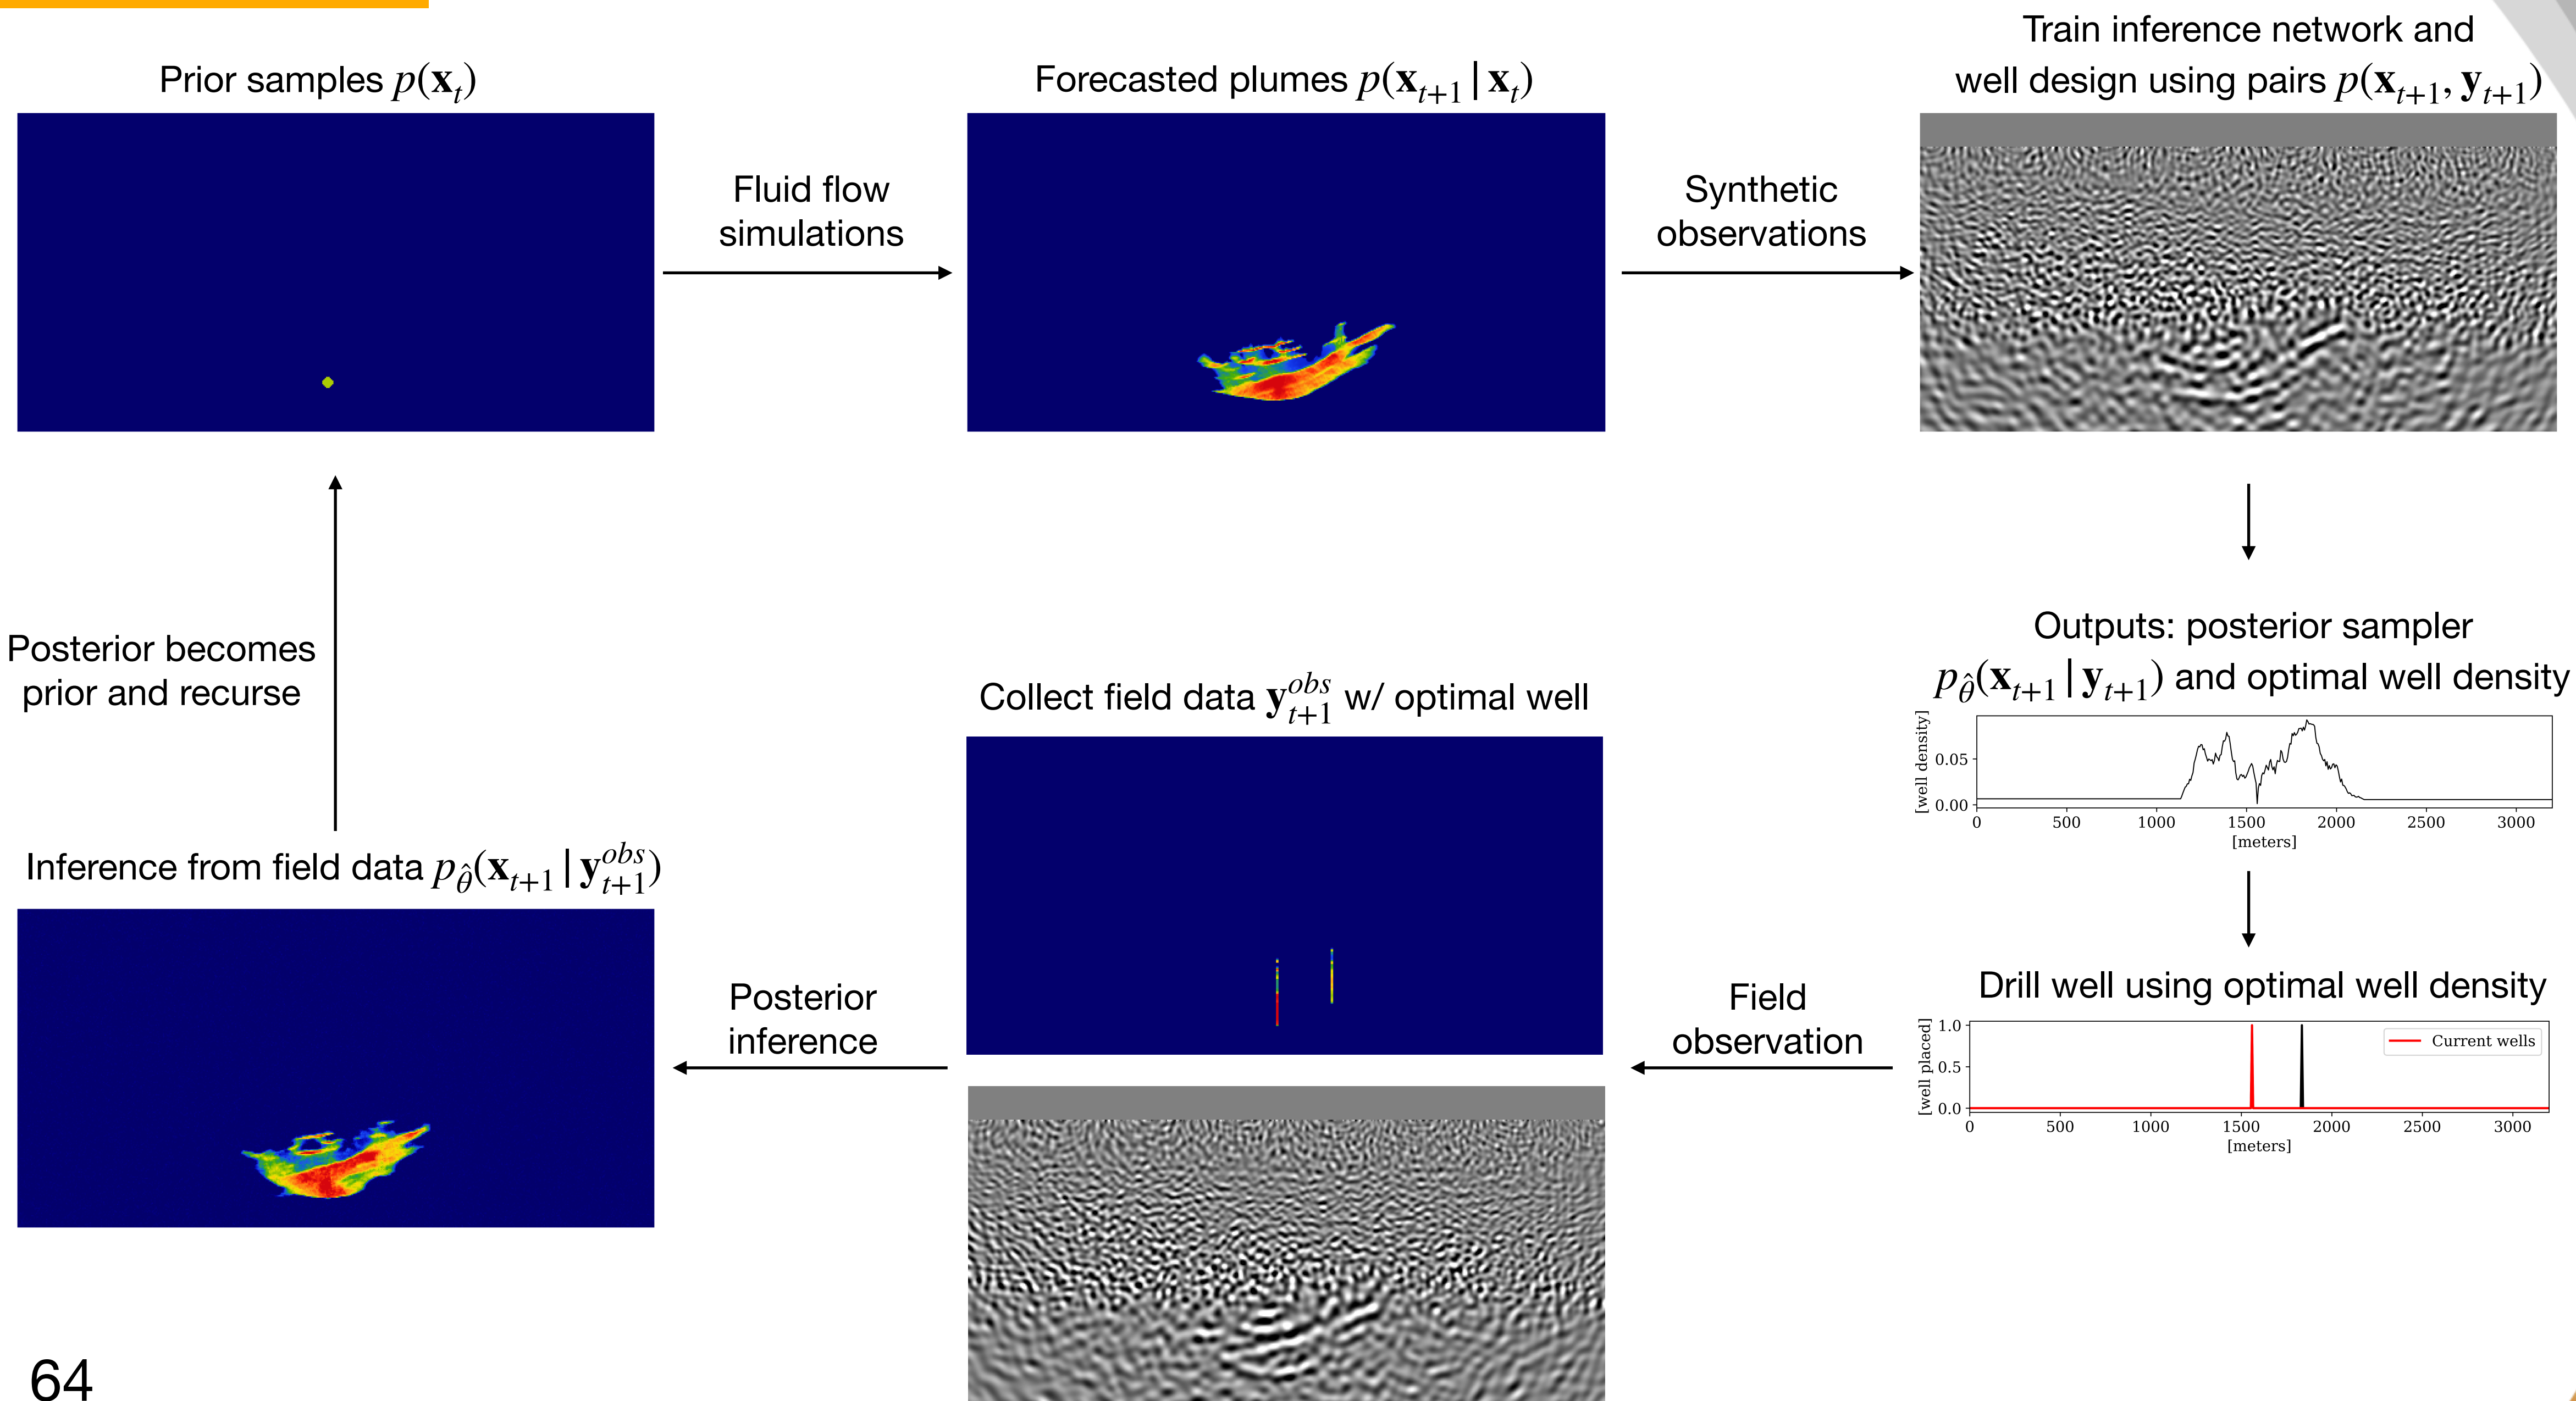 Prior samples p(x_t)
Forecasted plumes p(x_{t+1} | x_t)
Train inference network and
well design using pairs p(x_{t+1}, y_{t+1})
Fluid flow
simulations
Synthetic
observations
Outputs: posterior sampler
p_θ̂(x_{t+1} | y_{t+1}) and optimal well density
[well density]
0.05
0.00
0 500 1000 1500 2000 2500 3000
[meters]
Drill well using optimal well density
[well placed]
1.0
0.5
0.0
Current wells
0 500 1000 1500 2000 2500 3000
[meters]
Field
observation
Collect field data y_{t+1}^{obs} w/ optimal well
Posterior
inference
Inference from field data p_θ̂(x_{t+1} | y_{t+1}^{obs})
Posterior becomes
prior and recurse
64